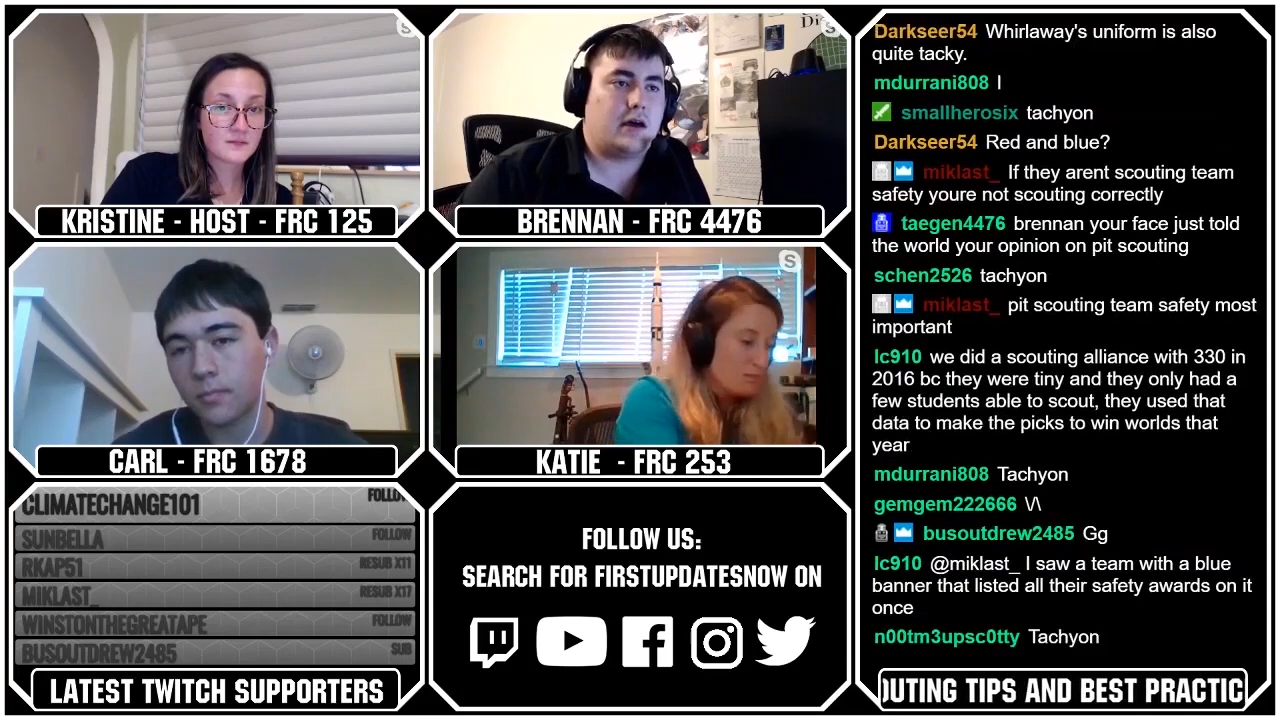 KRISTINE - HOST - FRC 125
BRENNAN - FRC 4476
CARL - FRC 1678
KATIE - FRC 253
CLIMATECHANGE101 FOLLOW
SUNBELLA FOLLOW
RKAP51 RESUB X11
MIKLAST_ RESUB X17
WINSTONTHEGREATAPE FOLLOW
BUSOUTDREW2485 SUB
LATEST TWITCH SUPPORTERS
FOLLOW US:
SEARCH FOR FIRSTUPDATESNOW ON
Darkseer54 Whirlaway's uniform is also
quite tacky.
mdurrani808 I
smallherosix tachyon
Darkseer54 Red and blue?
miklast_ If they arent scouting team
safety youre not scouting correctly
taegen4476 brennan your face just told
the world your opinion on pit scouting
schen2526 tachyon
miklast_ pit scouting team safety most
important
lc910 we did a scouting alliance with 330 in
2016 bc they were tiny and they only had a
few students able to scout, they used that
data to make the picks to win worlds that
year
mdurrani808 Tachyon
gemgem222666 \/\
busoutdrew2485 Gg
lc910 @miklast_ I saw a team with a blue
banner that listed all their safety awards on it
once
n00tm3upsc0tty Tachyon
OUTING TIPS AND BEST PRACTIC